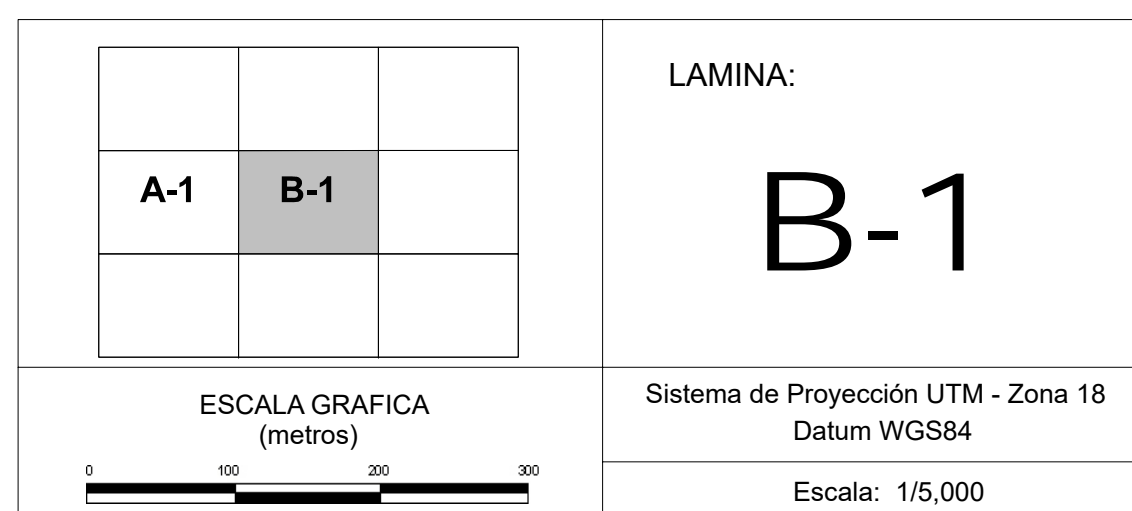 A-1 B-1
LAMINA:
B-1
ESCALA GRAFICA
(metros)
0 100 200 300
Sistema de Proyección UTM - Zona 18
Datum WGS84
Escala: 1/5,000